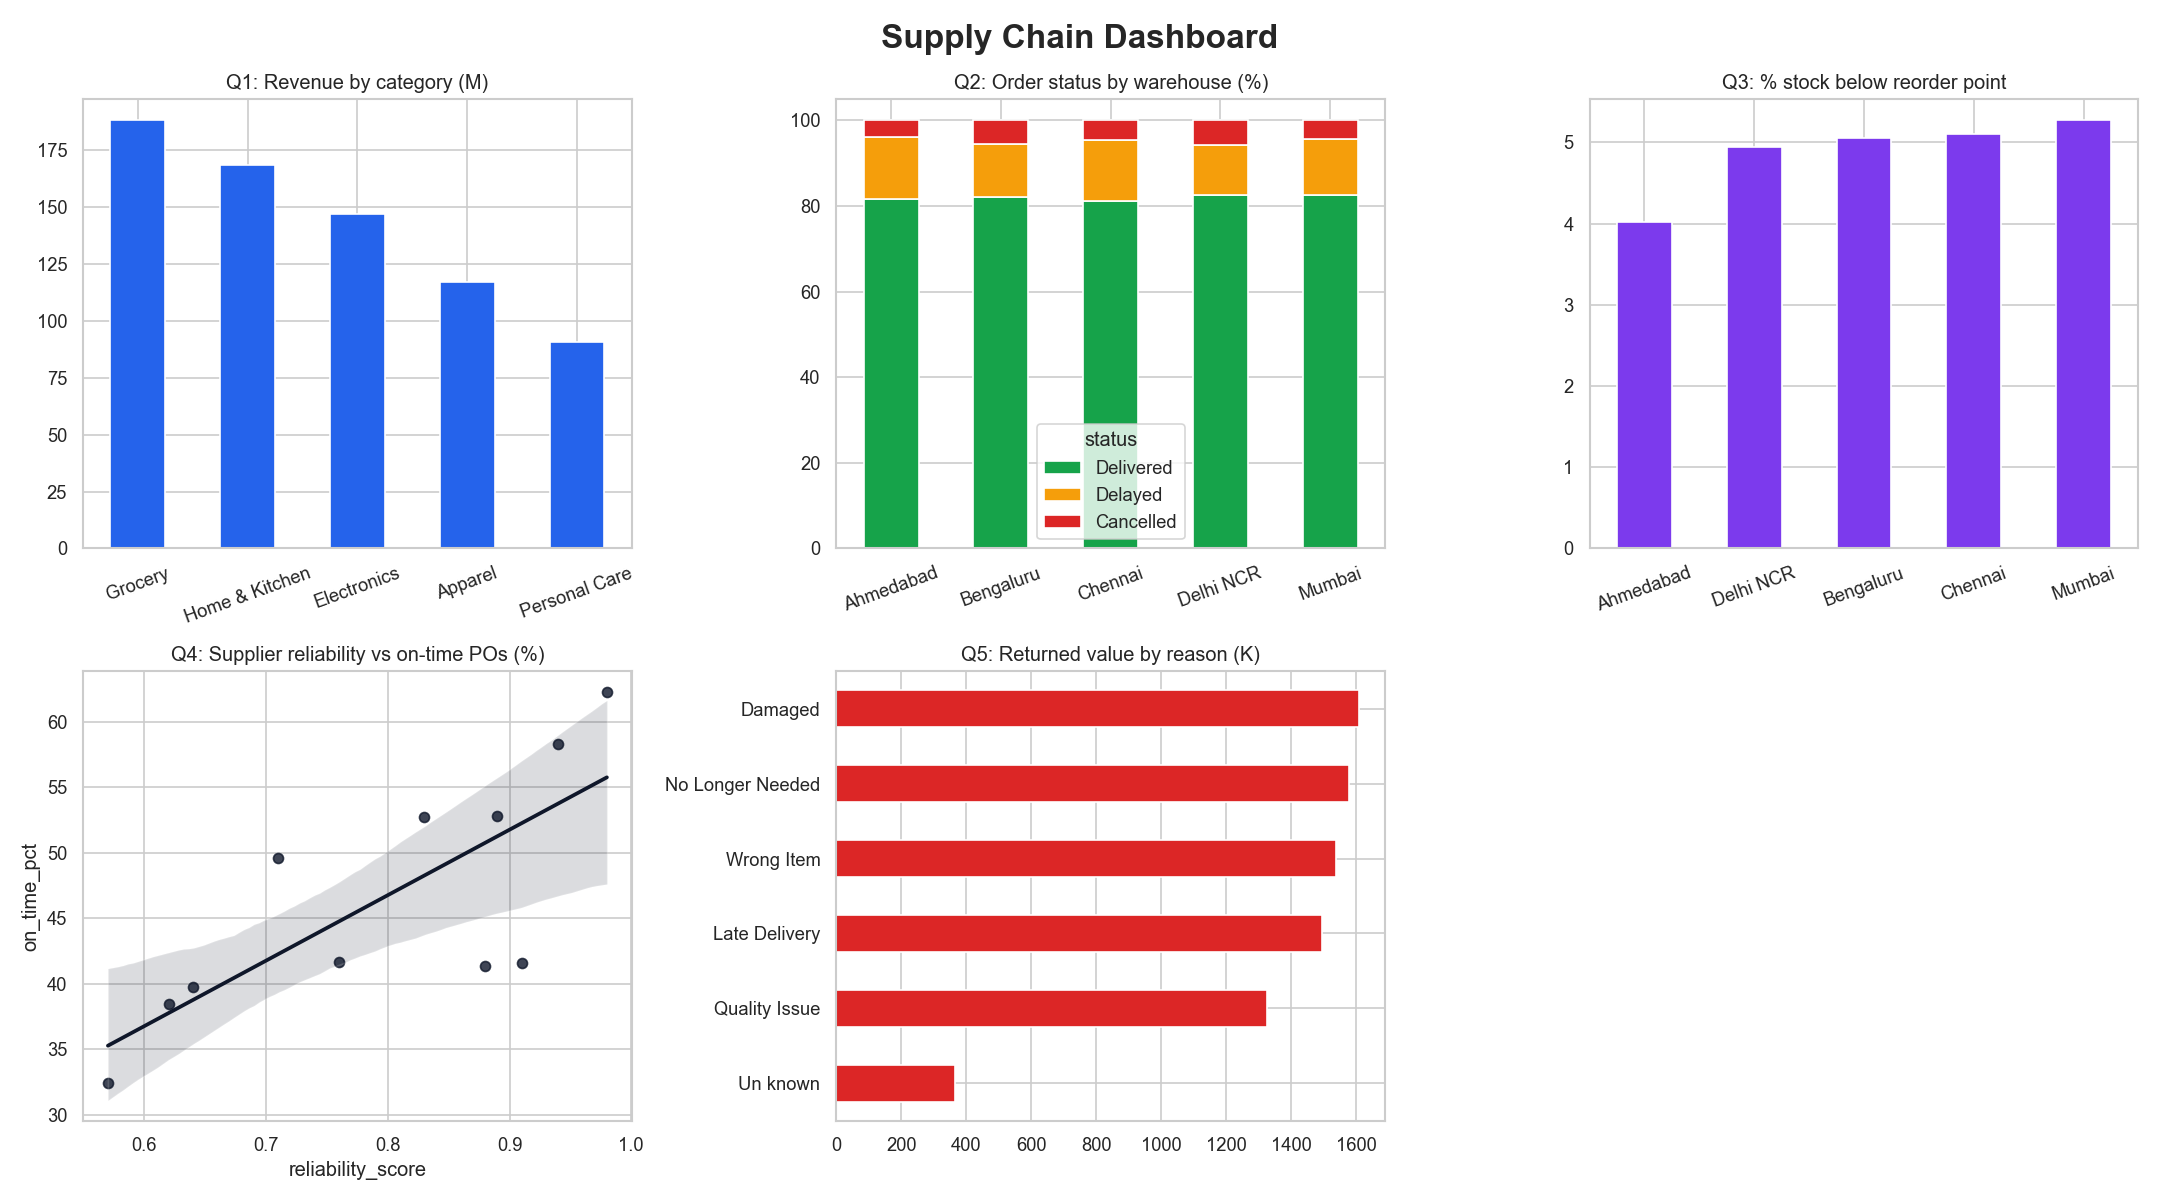 Supply Chain Dashboard
Q1: Revenue by category (M)
175
150
125
100
75
50
25
0
Grocery
Home & Kitchen
Electronics
Apparel
Personal Care
Q2: Order status by warehouse (%)
100
80
60
40
20
0
status
Delivered
Delayed
Cancelled
Ahmedabad
Bengaluru
Chennai
Delhi NCR
Mumbai
Q3: % stock below reorder point
5
4
3
2
1
0
Ahmedabad
Delhi NCR
Bengaluru
Chennai
Mumbai
Q4: Supplier reliability vs on-time POs (%)
on_time_pct
60
55
50
45
40
35
30
0.6
0.7
0.8
0.9
1.0
reliability_score
Q5: Returned value by reason (K)
Damaged
No Longer Needed
Wrong Item
Late Delivery
Quality Issue
Un known
0
200
400
600
800
1000
1200
1400
1600